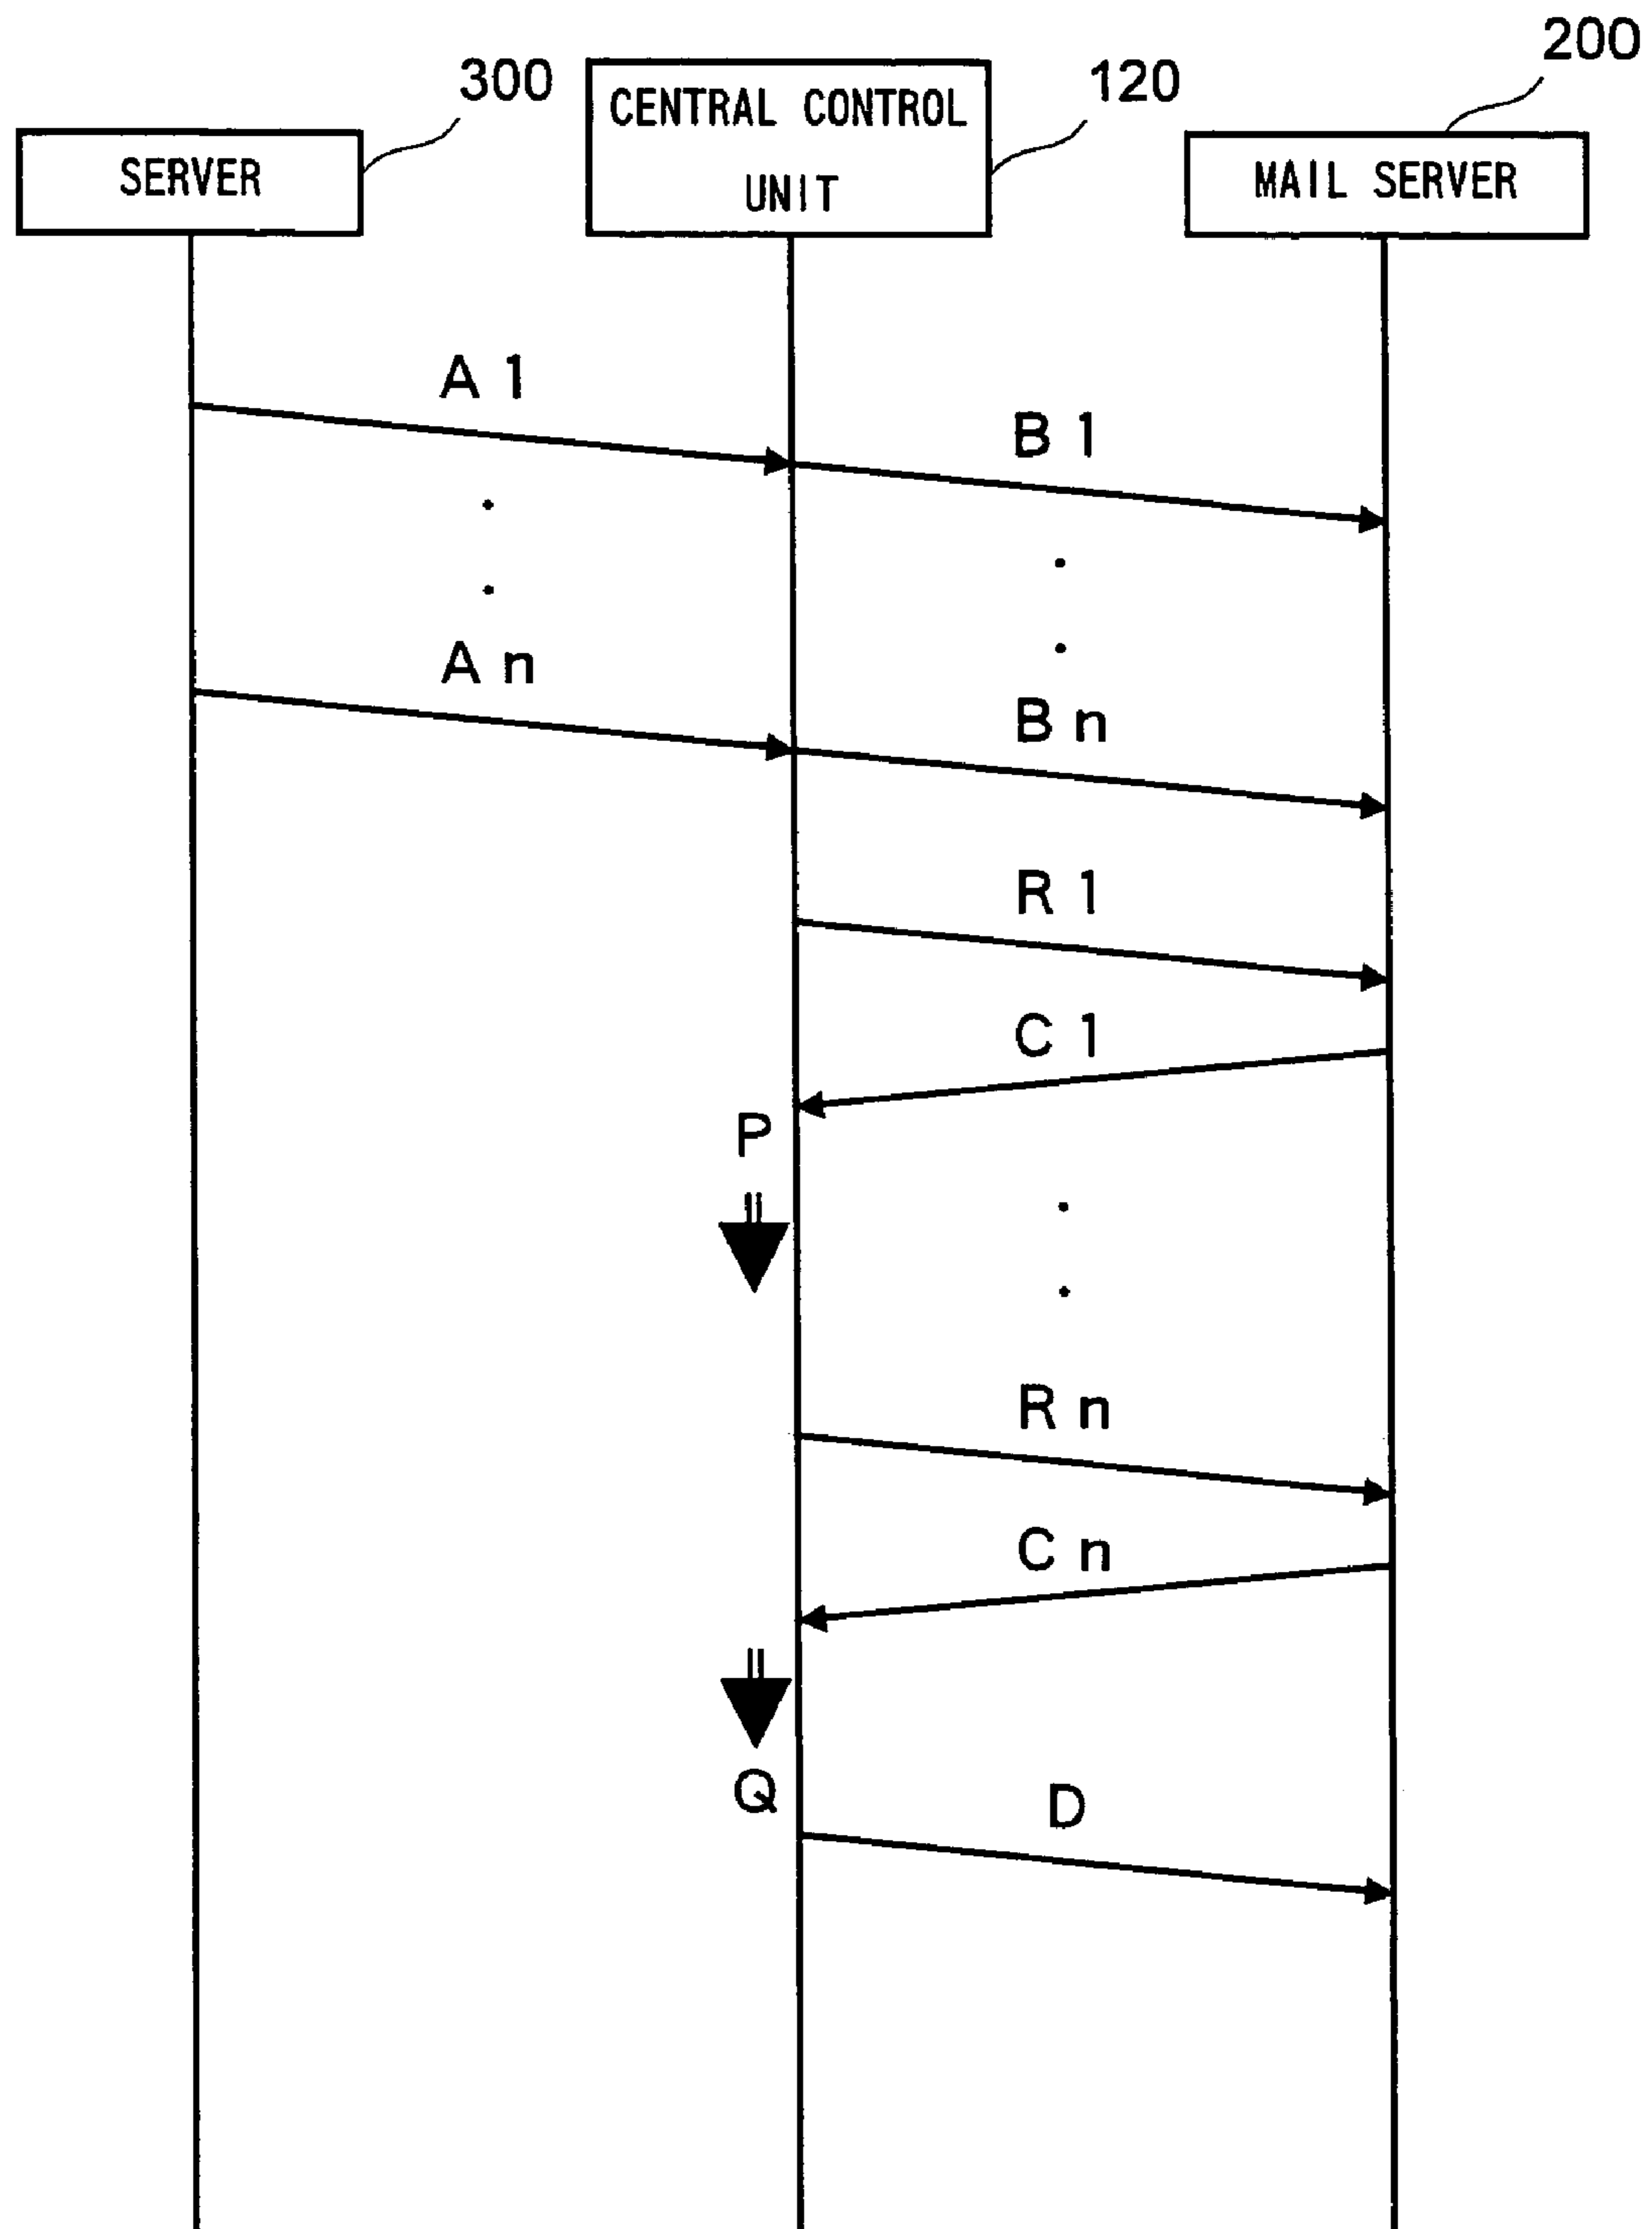 200
300
120
CENTRAL CONTROL
UNIT
SERVER
MAIL SERVER
A 1
B 1
A n
B n
R 1
C 1
P
R n
C n
Q
D